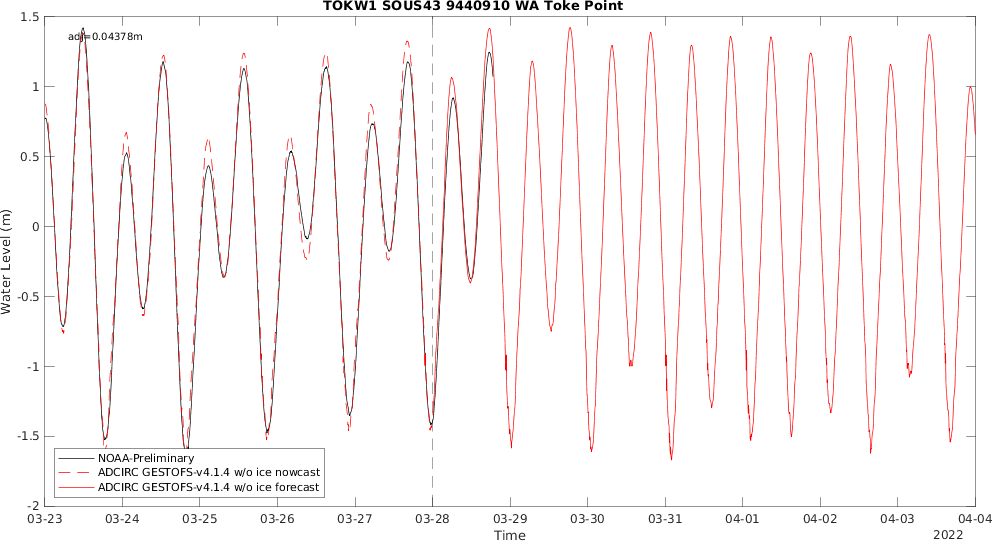 TOKW1 SOUS43 9440910 WA Toke Point
adj=0.04378m
Water Level (m)
1.5
1
0.5
0
-0.5
-1
-1.5
-2
NOAA-Preliminary
ADCIRC GESTOFS-v4.1.4 w/o ice nowcast
ADCIRC GESTOFS-v4.1.4 w/o ice forecast
03-23 03-24 03-25 03-26 03-27 03-28 03-29 03-30 03-31 04-01 04-02 04-03 04-04
Time
2022